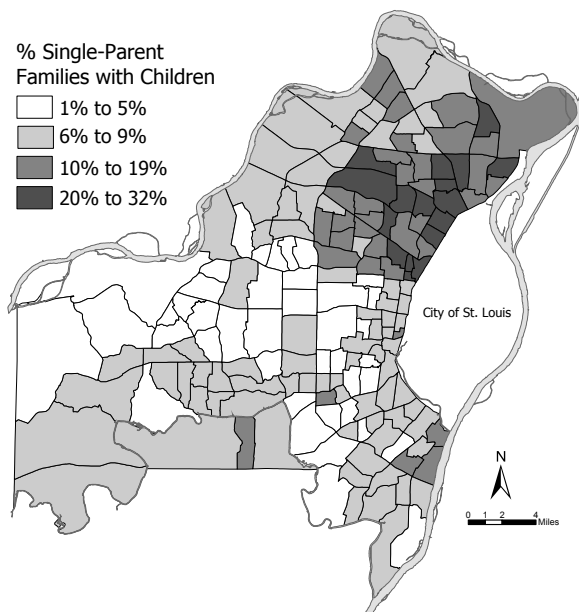 % Single-Parent
Families with Children
1% to 5%
6% to 9%
10% to 19%
20% to 32%
City of St. Louis
N
0 1 2 4
Miles